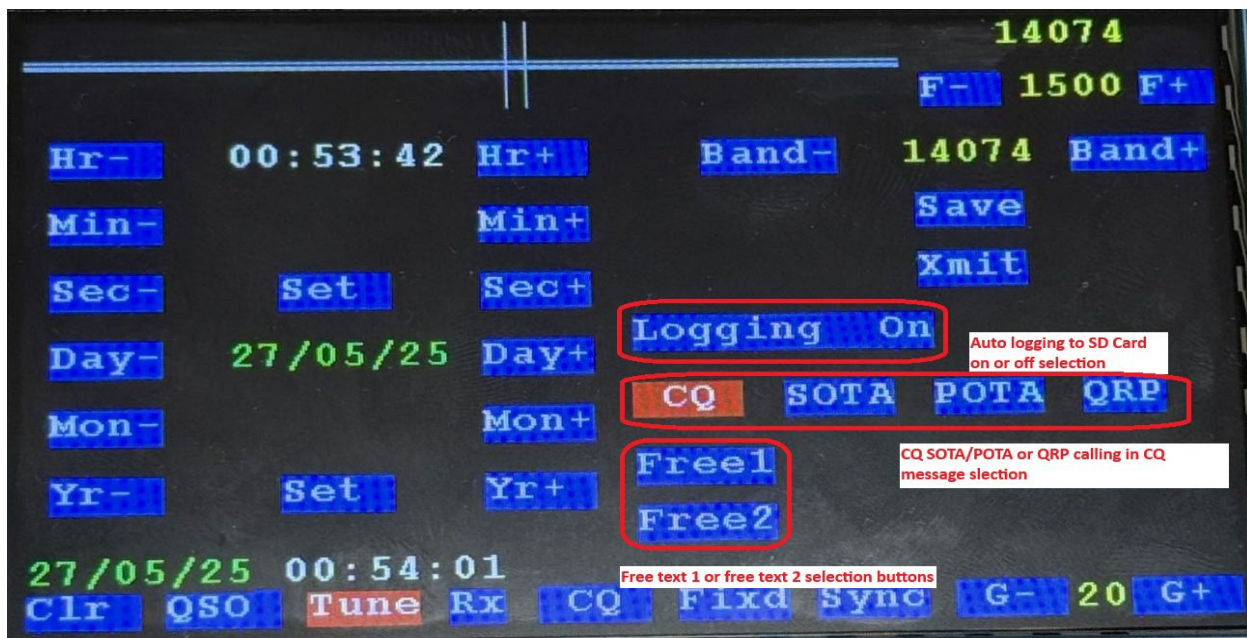 14074
F- 1500 F+
Hr- 00:53:42 Hr+ Band- 14074 Band+
Min- Min+ Save
Xmit
Sec- Set Sec+
Logging On
Auto logging to SD Card
on or off selection
Day- 27/05/25 Day+
CQ SOTA POTA QRP
Mon- Mon+
CQ SOTA/POTA or QRP calling in CQ
message slection
Free1
Yr- Set Yr+
Free2
27/05/25 00:54:01
Free text 1 or free text 2 selection buttons
Clr QSO Tune Rx CQ Fixd Sync G- 20 G+